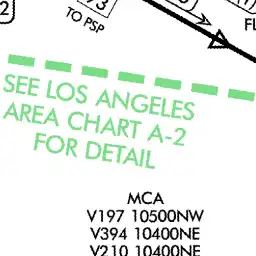 2
93
TO PSP
FL
SEE LOS ANGELES
AREA CHART A-2
FOR DETAIL
MCA
V197 10500NW
V394 10400NE
V210 10400NE